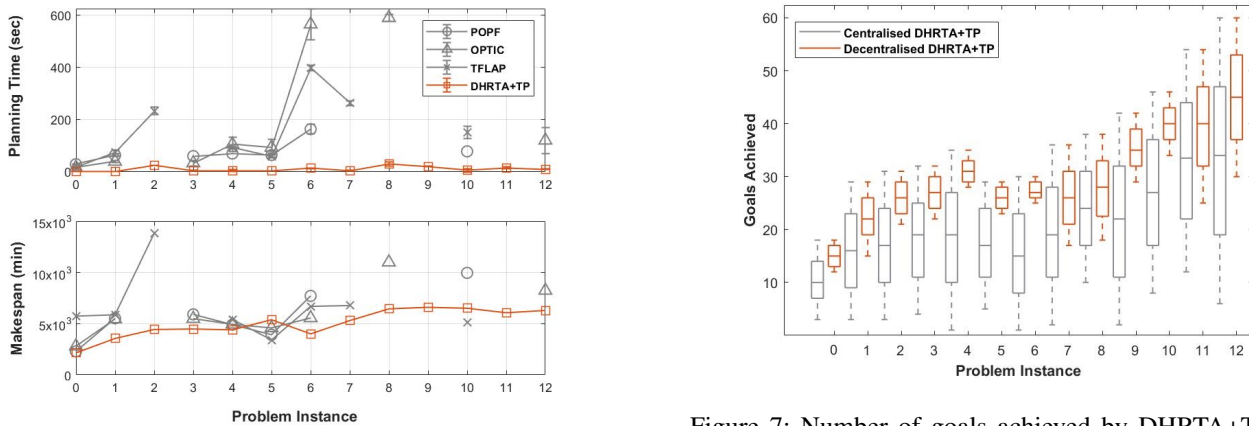 600
400
200
0
Planning Time (sec)
POPF
OPTIC
TFLAP
DHRTA+TP
0 1 2 3 4 5 6 7 8 9 10 11 12
15x10³
10x10³
5x10³
0
Makespan (min)
0 1 2 3 4 5 6 7 8 9 10 11 12
Problem Instance
60
50
40
30
20
10
Goals Achieved
Centralised DHRTA+TP
Decentralised DHRTA+TP
0 1 2 3 4 5 6 7 8 9 10 11 12
Problem Instance
Figure 7: Number of goals achieved by DHRTA+T